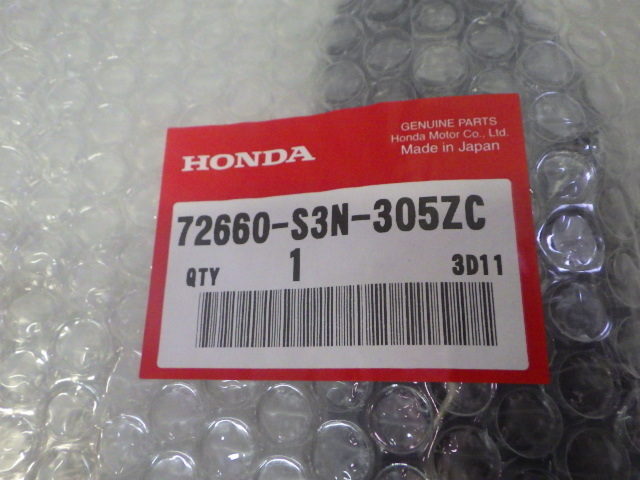 HONDA
GENUINE PARTS
Honda Motor Co., Ltd.
Made in Japan
72660-S3N-305ZC
QTY 1 3D11